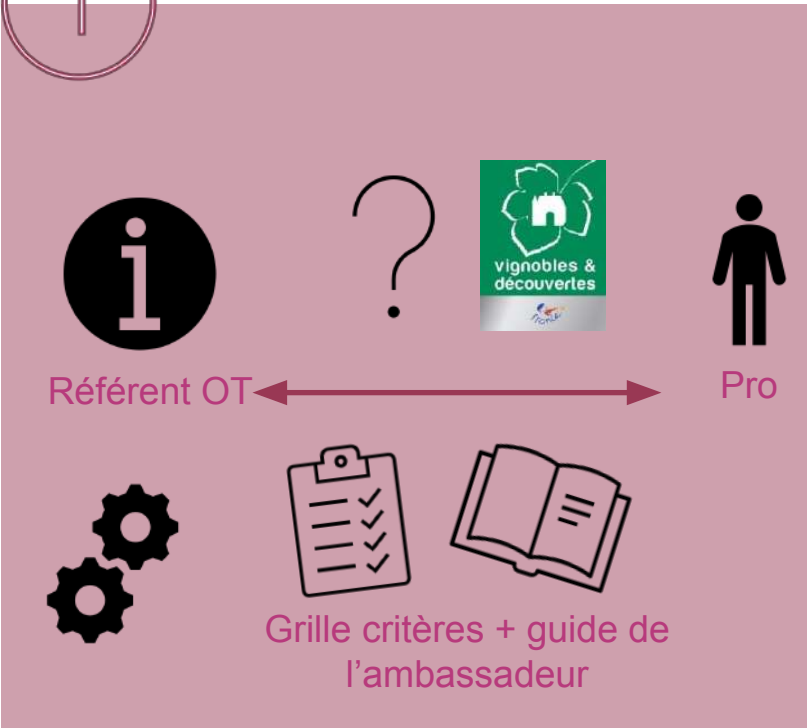 vignobles &
découvertes
Référent OT
Pro
Grille critères + guide de
l'ambassadeur